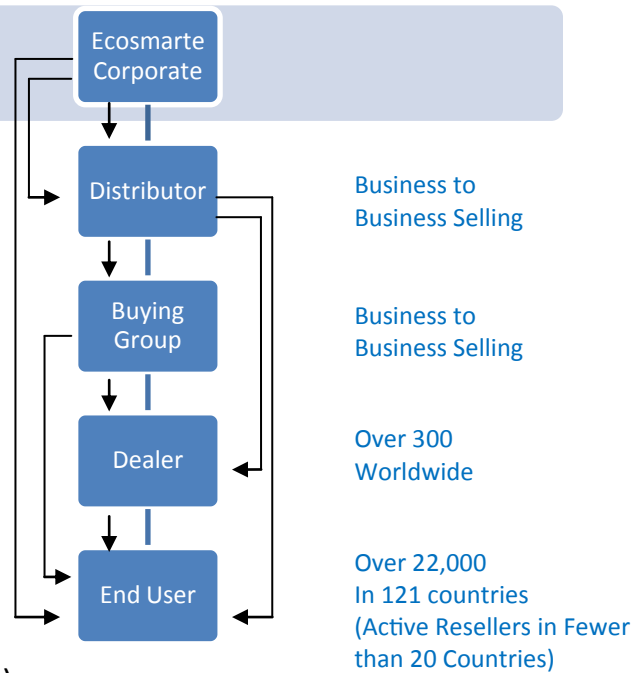 Ecosmarte
Corporate
Distributor
Business to
Business Selling
Buying
Group
Business to
Business Selling
Dealer
Over 300
Worldwide
End User
Over 22,000
In 121 countries
(Active Resellers in Fewer
than 20 Countries)
)